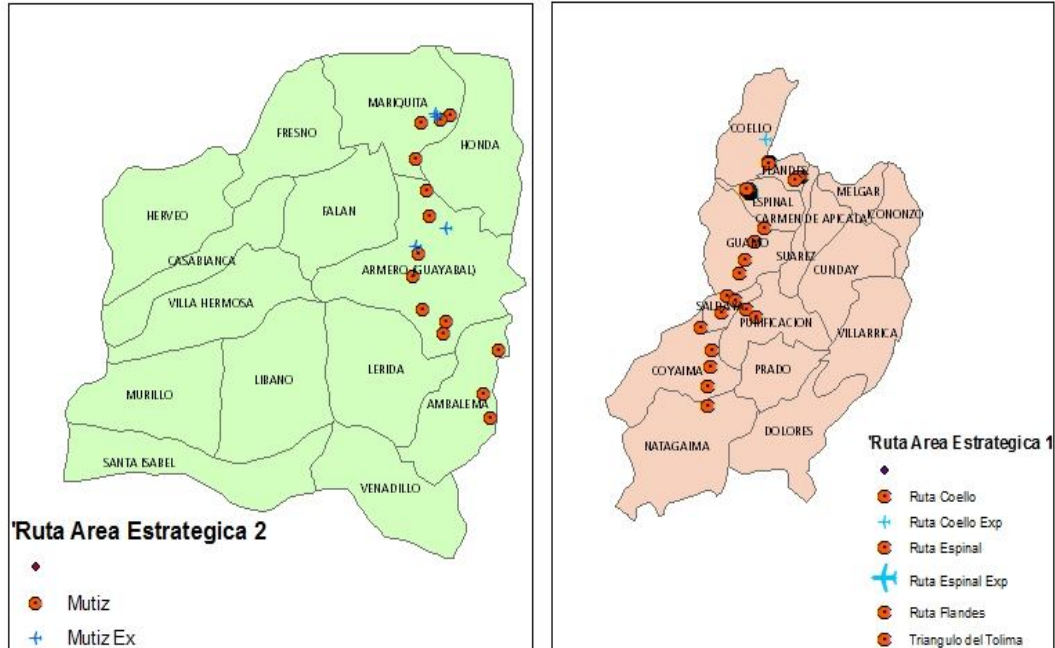 MARIQUITA
FRESNO
HONDA
HERVEO
FALAN
CASABIANCA
ARMERO (GUAYABAL)
VILLA HERMOSA
LERIDA
LIBANO
MURILLO
AMBALEMA
SANTA ISABEL
VENADILLO
'Ruta Area Estrategica 2
Mutiz
Mutiz Ex
COELLO
FLANDES
MELGAR
ESPINAL
CARMEN DE APICALA
ICONONZO
GUAMO
SUAREZ
CUNDAY
SALDAÑA
PURIFICACION
VILLARRICA
COYAIMA
PRADO
DOLORES
NATAGAIMA
'Ruta Area Estrategica 1
Ruta Coello
Ruta Coello Exp
Ruta Espinal
Ruta Espinal Exp
Ruta Flandes
Triangulo del Tolima